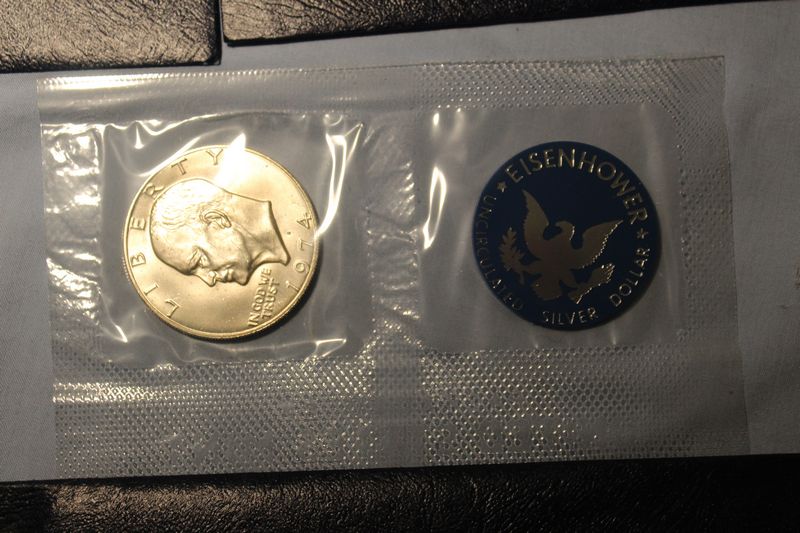 LIBERTY
IN GOD WE
TRUST
1974
★ EISENHOWER ★
UNCIRCULATED SILVER DOLLAR